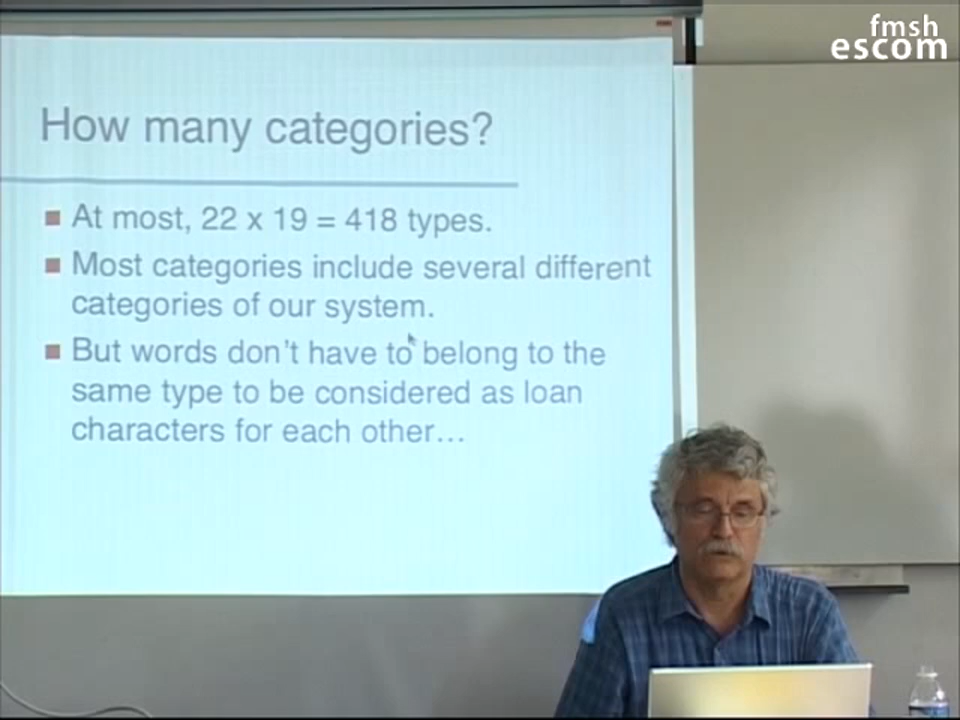 fmsh
escom
How many categories?
At most, 22 x 19 = 418 types.
Most categories include several different
categories of our system.
But words don't have to belong to the
same type to be considered as loan
characters for each other…